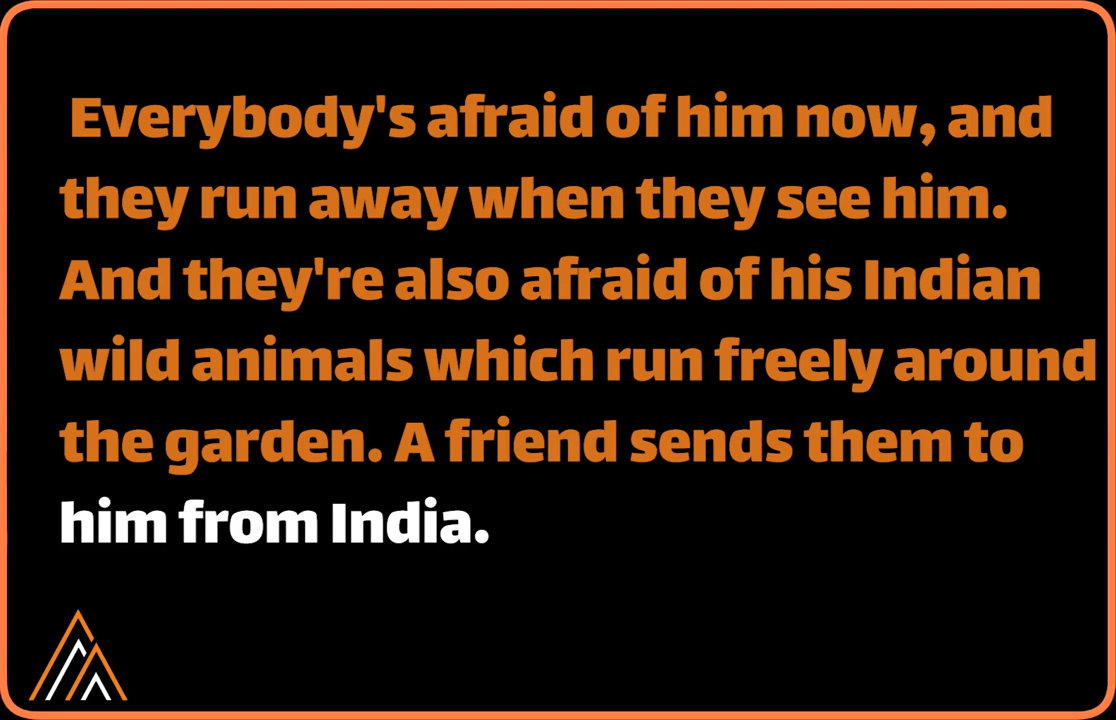 Everybody's afraid of him now, and
they run away when they see him.
And they're also afraid of his Indian
wild animals which run freely around
the garden. A friend sends them to
him from India.